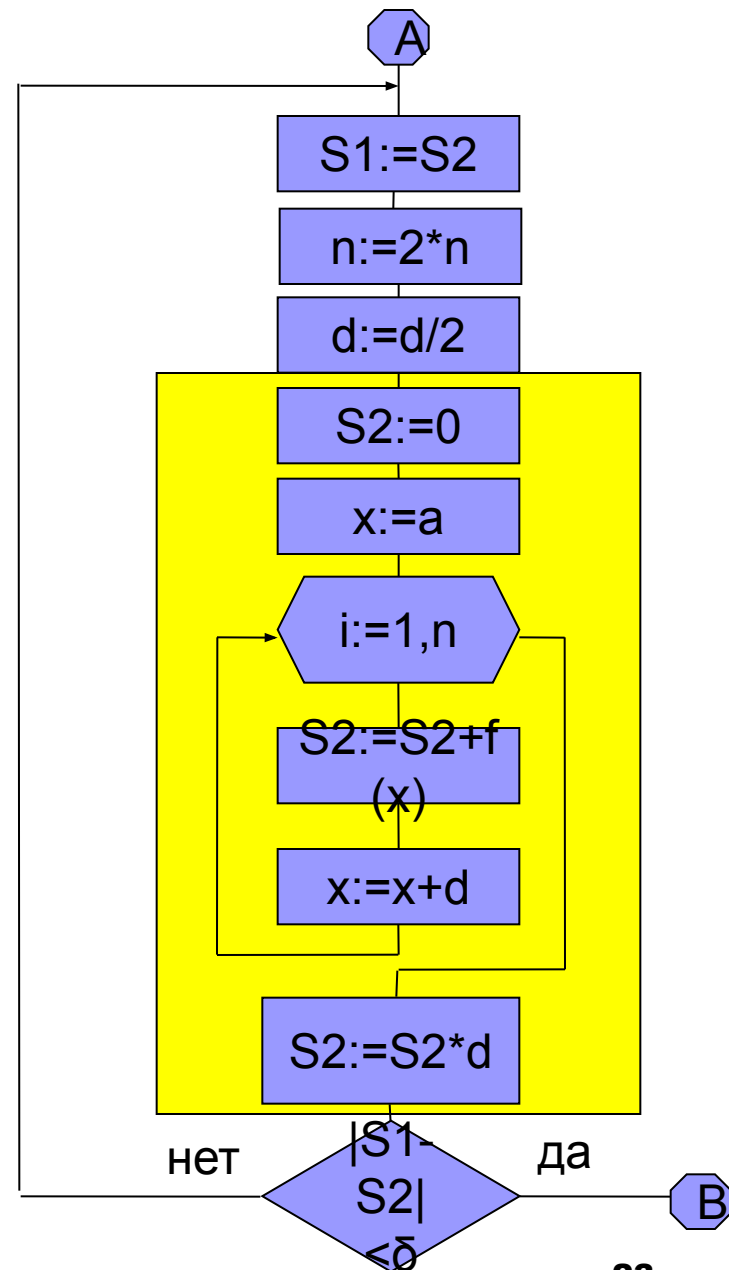 A
S1:=S2
n:=2*n
d:=d/2
S2:=0
x:=a
i:=1,n
S2:=S2+f
(x)
x:=x+d
S2:=S2*d
нет
|S1-
S2|
<δ
да
B